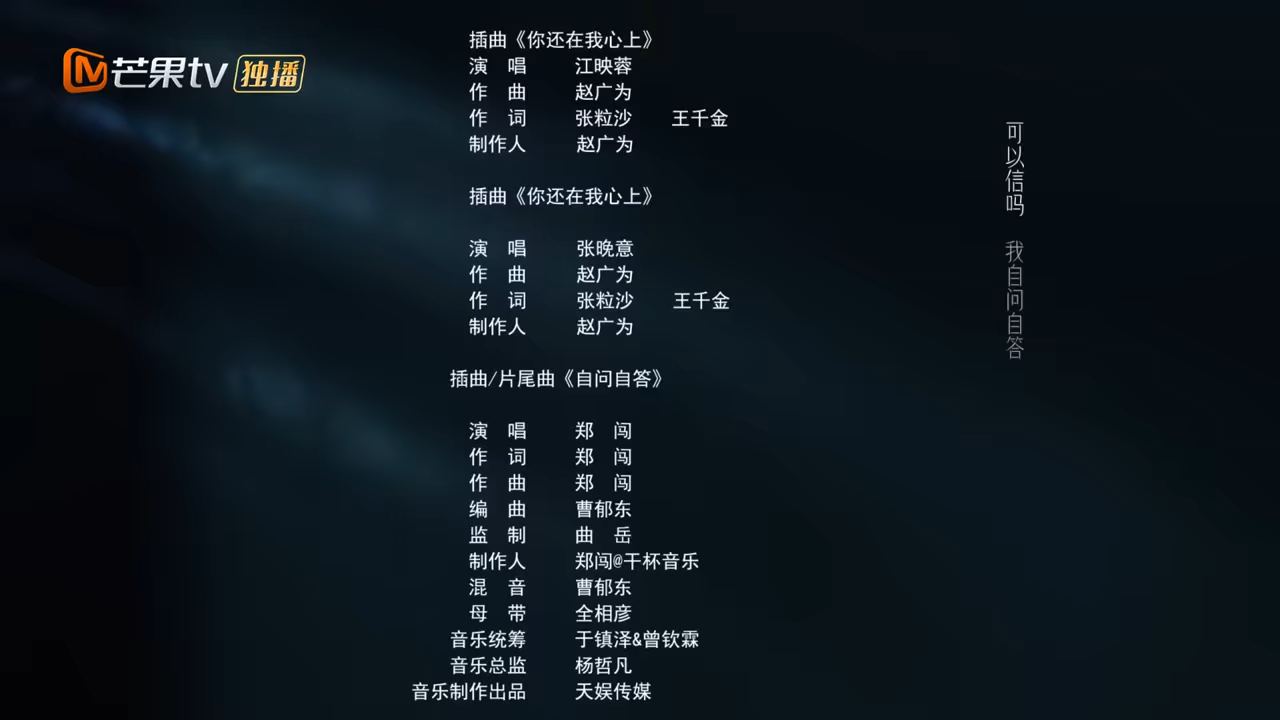 芒果tv 独播
插曲《你还在我心上》
演 唱 江映蓉
作 曲 赵广为
作 词 张粒沙 王千金
制作人 赵广为
插曲《你还在我心上》
演 唱 张晚意
作 曲 赵广为
作 词 张粒沙 王千金
制作人 赵广为
插曲/片尾曲《自问自答》
演 唱 郑 闯
作 词 郑 闯
作 曲 郑 闯
编 曲 曹郁东
监 制 曲 岳
制作人 郑闯@干杯音乐
混 音 曹郁东
母 带 全相彦
音乐统筹 于镇泽&曾钦霖
音乐总监 杨哲凡
音乐制作出品 天娱传媒
可以信吗 我自问自答